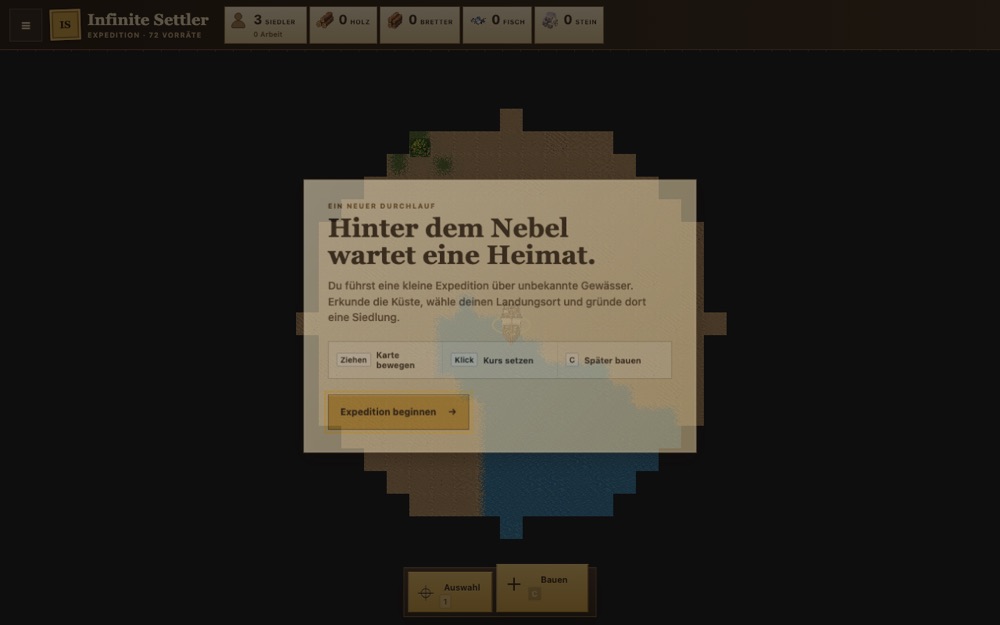 IS
Infinite Settler
EXPEDITION · 72 VORRÄTE
3 SIEDLER
0 Arbeit
0 HOLZ
0 BRETTER
0 FISCH
0 STEIN
EIN NEUER DURCHLAUF
Hinter dem Nebel
wartet eine Heimat.
Du führst eine kleine Expedition über unbekannte Gewässer.
Erkunde die Küste, wähle deinen Landungsort und gründe dort
eine Siedlung.
Ziehen Karte
bewegen
Klick Kurs setzen
C Später bauen
Expedition beginnen →
Auswahl
1
Bauen
C